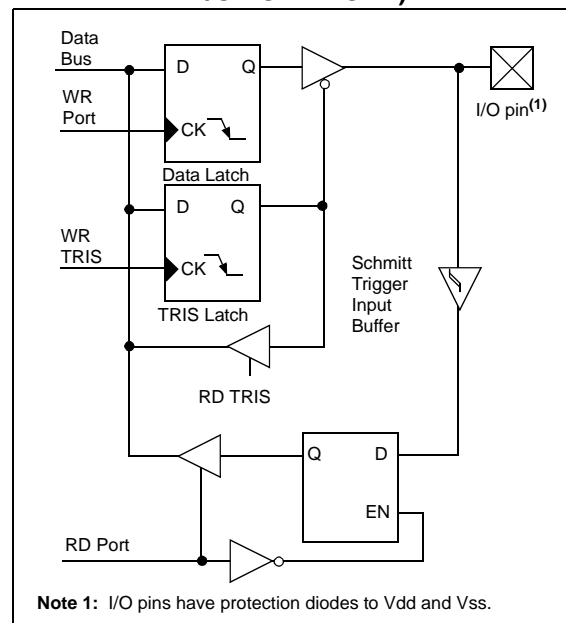 Data
Bus
D
Q
WR
Port
I/O pin(1)
CK
Data Latch
D
Q
WR
TRIS
CK
TRIS Latch
Schmitt
Trigger
Input
Buffer
RD TRIS
Q
D
EN
RD Port
Note 1: I/O pins have protection diodes to Vdd and Vss.